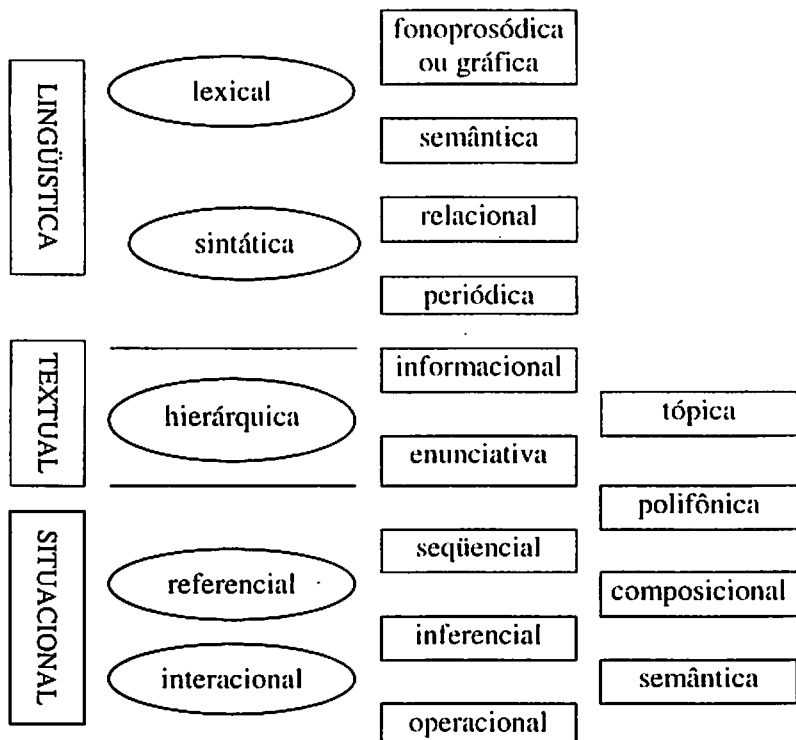 LINGÜISTICA
lexical
sintática
fonoprosódica
ou gráfica
semântica
relacional
periódica
TEXTUAL
hierárquica
informacional
enunciativa
tópica
polifônica
SITUACIONAL
referencial
interacional
seqüencial
inferencial
operacional
composicional
semântica